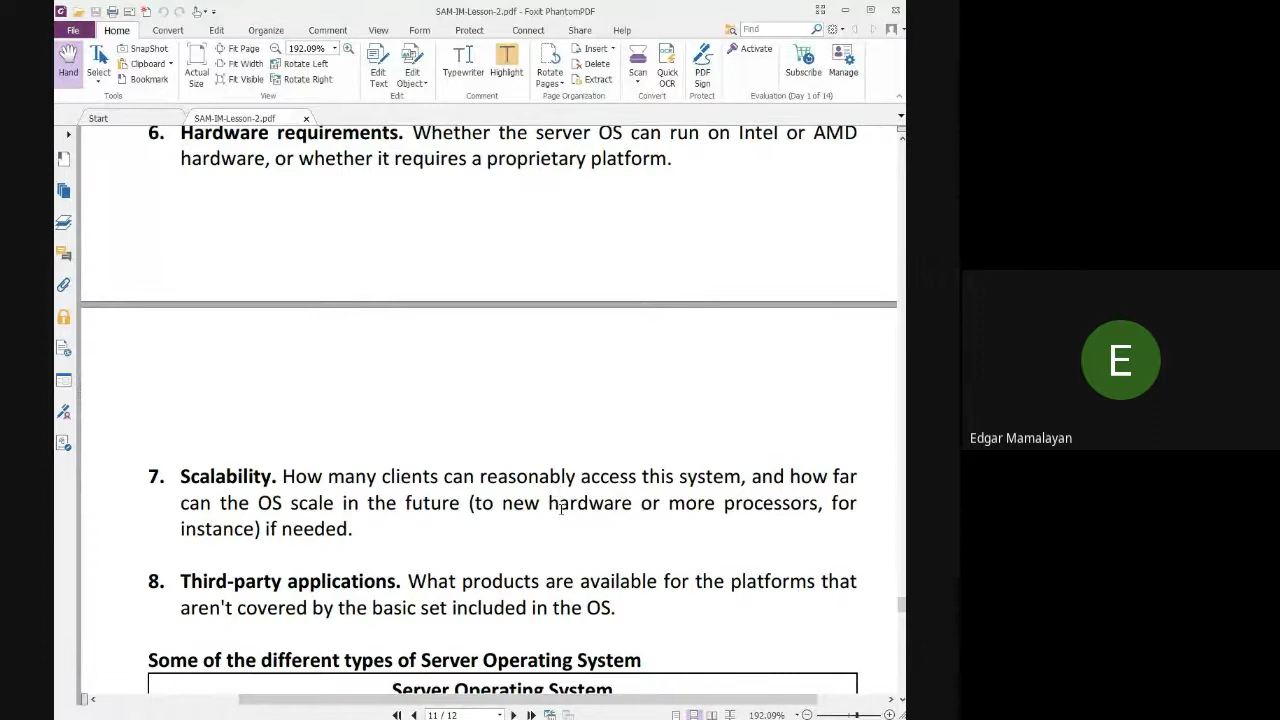 SAM-IM-Lesson-2.pdf - Foxit PhantomPDF
File Home Convert Edit Organize Comment View Form Protect Connect Share Help Find
Hand
Select
SnapShot
Clipboard
Bookmark
Tools
Actual Size
Fit Page
Fit Width
Fit Visible
192.09%
Rotate Left
Rotate Right
View
Edit Text
Edit Object
Edit
Typewriter
Highlight
Comment
Rotate Pages
Insert
Delete
Extract
Page Organization
Scan
Quick OCR
Convert
PDF Sign
Protect
Activate
Subscribe
Manage
Evaluation (Day 1 of 14)
Start
SAM-IM-Lesson-2.pdf
6. Hardware requirements. Whether the server OS can run on Intel or AMD
hardware, or whether it requires a proprietary platform.
7. Scalability. How many clients can reasonably access this system, and how far
can the OS scale in the future (to new hardware or more processors, for
instance) if needed.
8. Third-party applications. What products are available for the platforms that
aren't covered by the basic set included in the OS.
Some of the different types of Server Operating System
Server Operating System
11 / 12
192.09%
E
Edgar Mamalayan